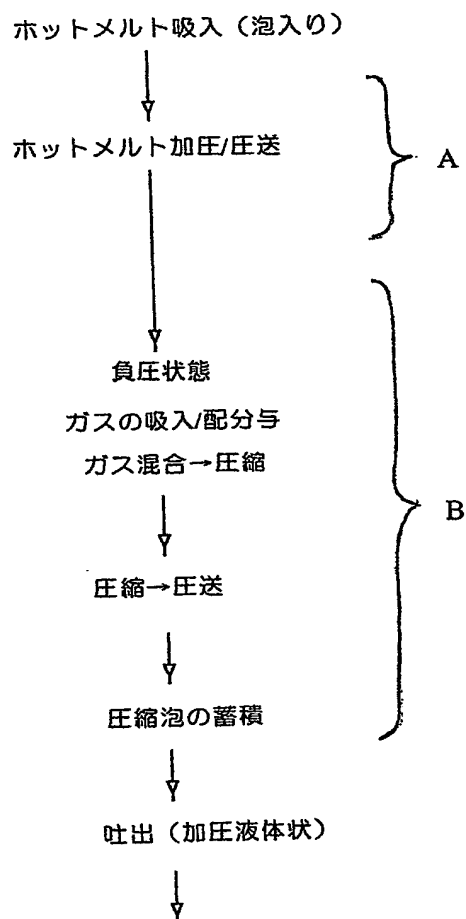 ホットメルト吸入（泡入り）
ホットメルト加圧/圧送
A
負圧状態
ガスの吸入/配分与
ガス混合→圧縮
B
圧縮→圧送
圧縮泡の蓄積
吐出（加圧液体状）